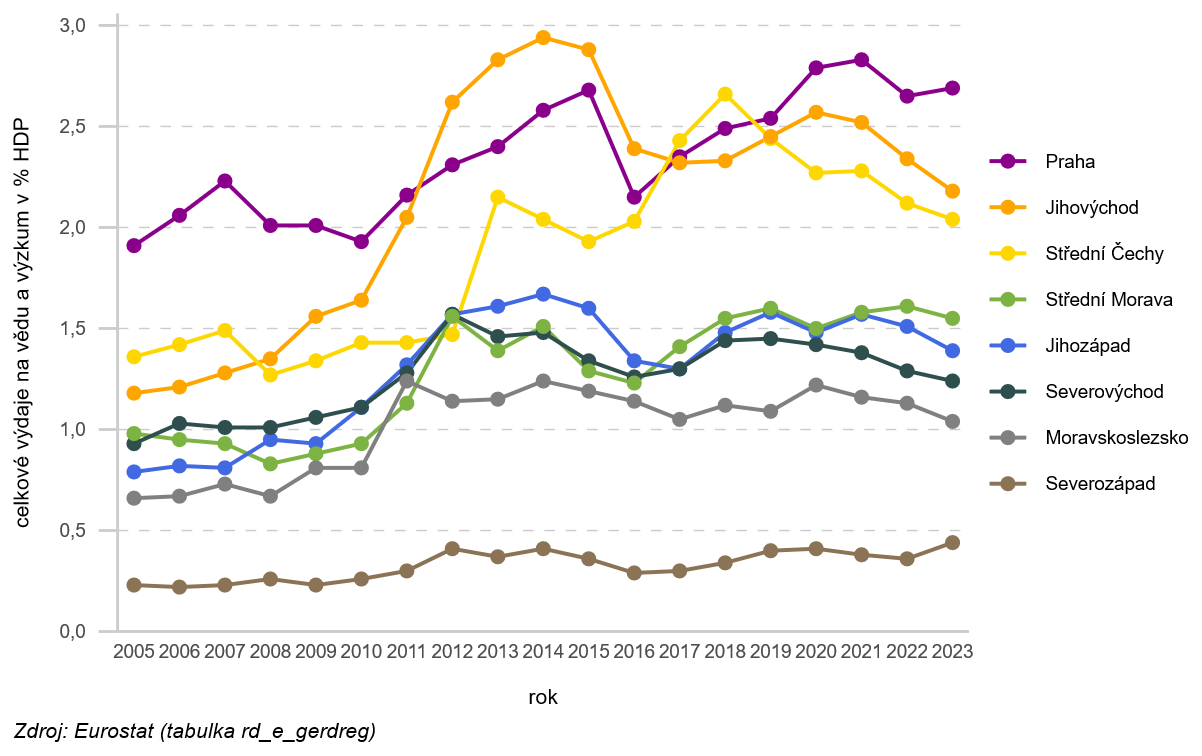 3,0
2,5
2,0
1,5
1,0
0,5
0,0
celkové výdaje na vědu a výzkum v % HDP
2005 2006 2007 2008 2009 2010 2011 2012 2013 2014 2015 2016 2017 2018 2019 2020 2021 2022 2023
rok
Praha
Jihovýchod
Střední Čechy
Střední Morava
Jihozápad
Severovýchod
Moravskoslezsko
Severozápad
Zdroj: Eurostat (tabulka rd_e_gerdreg)